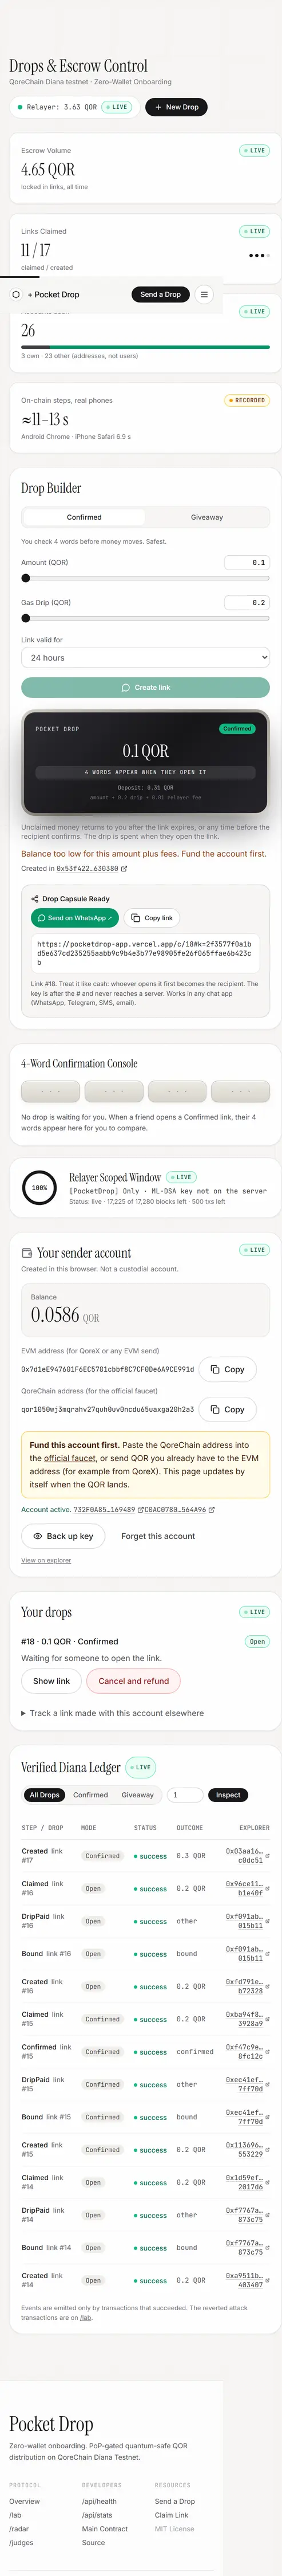 Drops & Escrow Control
QoreChain Diana testnet · Zero-Wallet Onboarding
Relayer: 3.63 QOR LIVE
+ New Drop
Escrow Volume LIVE
4.65 QOR
locked in links, all time
Links Claimed LIVE
11 / 17
claimed / created
+ Pocket Drop
Send a Drop
LIVE
26
3 own · 23 other (addresses, not users)
On-chain steps, real phones RECORDED
≈11–13 s
Android Chrome · iPhone Safari 6.9 s
Drop Builder
Confirmed Giveaway
You check 4 words before money moves. Safest.
Amount (QOR) 0.1
Gas Drip (QOR) 0.2
Link valid for
24 hours
Create link
POCKET DROP Confirmed
0.1 QOR
4 WORDS APPEAR WHEN THEY OPEN IT
Deposit: 0.31 QOR
amount + 0.2 drip + 0.01 relayer fee
Unclaimed money returns to you after the link expires, or any time before the
recipient confirms. The drip is spent when they open the link.
Balance too low for this amount plus fees. Fund the account first.
Created in 0x53f422…630380
Drop Capsule Ready
Send on WhatsApp ↗ Copy link
https://pocketdrop-app.vercel.app/c/18#k=2f3577f0a1b
d5e637cd235255aabb9c9b4e3b77e98905fe26f065ffae6b423c
b
Link #18. Treat it like cash: whoever opens it first becomes the recipient. The
key is after the # and never reaches a server. Works in any chat app
(WhatsApp, Telegram, SMS, email).
4-Word Confirmation Console
No drop is waiting for you. When a friend opens a Confirmed link, their 4
words appear here for you to compare.
100%
Relayer Scoped Window LIVE
[PocketDrop] Only · ML-DSA key not on the server
Status: live · 17,225 of 17,280 blocks left · 500 txs left
Your sender account LIVE
Created in this browser. Not a custodial account.
Balance
0.0586 QOR
EVM address (for QoreX or any EVM send)
0x7d1eE947601F6EC5781cbbf8C7CF0De6A9CE991d Copy
QoreChain address (for the official faucet)
qor1050wj3mqrahv27quh0uv0ncdu65uaxga20h2a3 Copy
Fund this account first. Paste the QoreChain address into
the official faucet, or send QOR you already have to the EVM
address (for example from QoreX). This page updates by
itself when the QOR lands.
Account active. 732F0A85…169489 C0AC0780…564A96
Back up key Forget this account
View on explorer
Your drops LIVE
#18 · 0.1 QOR · Confirmed Open
Waiting for someone to open the link.
Show link Cancel and refund
▶ Track a link made with this account elsewhere
Verified Diana Ledger LIVE
All Drops Confirmed Giveaway 1 Inspect
STEP / DROP MODE STATUS OUTCOME EXPLORER
Created link #17 Confirmed success 0.3 QOR 0x03aa16…c0dc51
Claimed link #16 Open success 0.2 QOR 0x96ce11…b1e40f
DripPaid link #16 Open success other 0xf091ab…015b11
Bound link #16 Open success bound 0xf091ab…015b11
Created link #16 Open success 0.2 QOR 0xfd791e…b72328
Claimed link #15 Confirmed success 0.2 QOR 0xba94f8…3928a9
Confirmed link #15 Confirmed success confirmed 0xf47c9e…8fc12c
DripPaid link #15 Confirmed success other 0xec41ef…7ff70d
Bound link #15 Confirmed success bound 0xec41ef…7ff70d
Created link #15 Confirmed success 0.2 QOR 0x113696…553229
Claimed link #14 Open success 0.2 QOR 0x1d59ef…2017d6
DripPaid link #14 Open success other 0xf7767a…873c75
Bound link #14 Open success bound 0xf7767a…873c75
Created link #14 Open success 0.2 QOR 0xa9511b…403407
Events are emitted only by transactions that succeeded. The reverted attack
transactions are on /lab.
Pocket Drop
Zero-wallet onboarding. PoP-gated quantum-safe QOR
distribution on QoreChain Diana Testnet.
PROTOCOL DEVELOPERS RESOURCES
Overview /api/health Send a Drop
/lab /api/stats Claim Link
/radar Main Contract MIT License
/judges Source